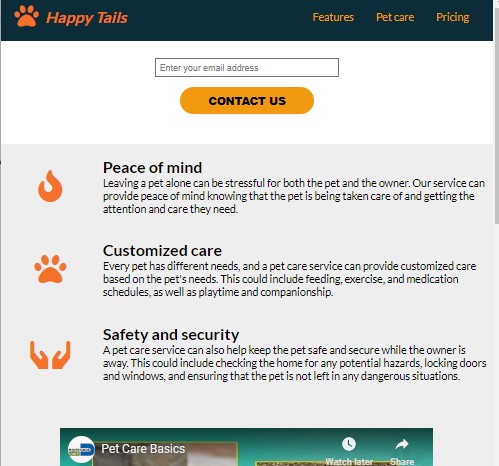 Happy Tails Features Pet care Pricing
Enter your email address
CONTACT US
Peace of mind
Leaving a pet alone can be stressful for both the pet and the owner. Our service can
provide peace of mind knowing that the pet is being taken care of and getting the
attention and care they need.
Customized care
Every pet has different needs, and a pet care service can provide customized care
based on the pet's needs. This could include feeding, exercise, and medication
schedules, as well as playtime and companionship.
Safety and security
A pet care service can also help keep the pet safe and secure while the owner is
away. This could include checking the home for any potential hazards, locking doors
and windows, and ensuring that the pet is not left in any dangerous situations.
Pet Care Basics
Watch later Share